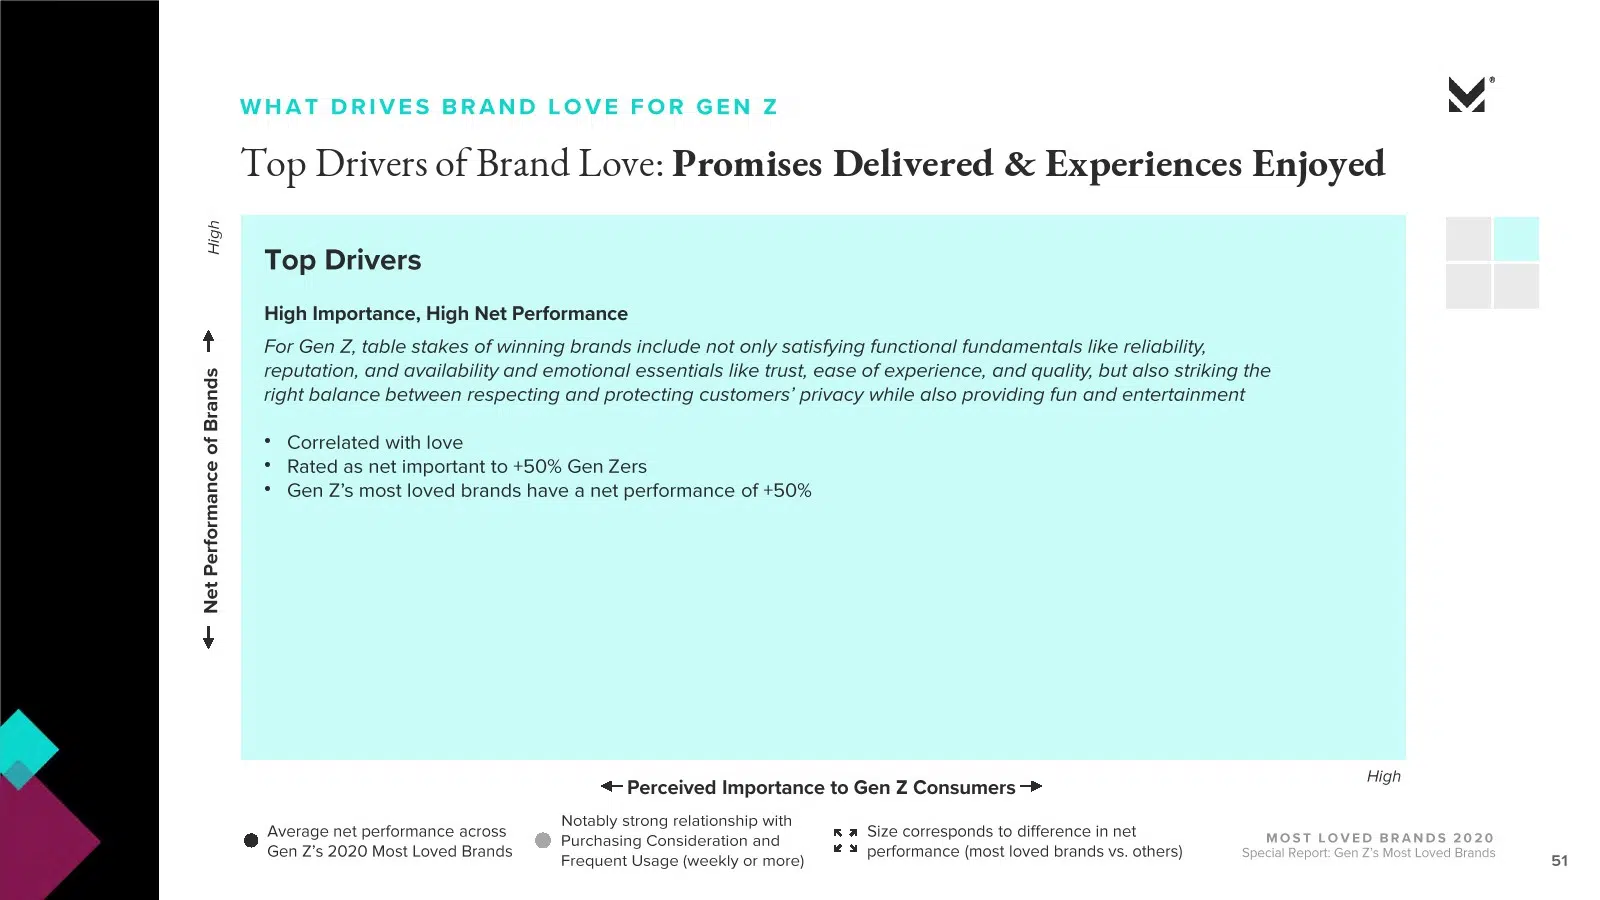 WHAT DRIVES BRAND LOVE FOR GEN Z
®
Top Drivers of Brand Love: Promises Delivered & Experiences Enjoyed
High
Net Performance of Brands
Top Drivers
High Importance, High Net Performance
For Gen Z, table stakes of winning brands include not only satisfying functional fundamentals like reliability,
reputation, and availability and emotional essentials like trust, ease of experience, and quality, but also striking the
right balance between respecting and protecting customers’ privacy while also providing fun and entertainment
• Correlated with love
• Rated as net important to +50% Gen Zers
• Gen Z’s most loved brands have a net performance of +50%
High
Perceived Importance to Gen Z Consumers
Average net performance across
Gen Z’s 2020 Most Loved Brands
Notably strong relationship with
Purchasing Consideration and
Frequent Usage (weekly or more)
Size corresponds to difference in net
performance (most loved brands vs. others)
MOST LOVED BRANDS 2020
Special Report: Gen Z’s Most Loved Brands
51